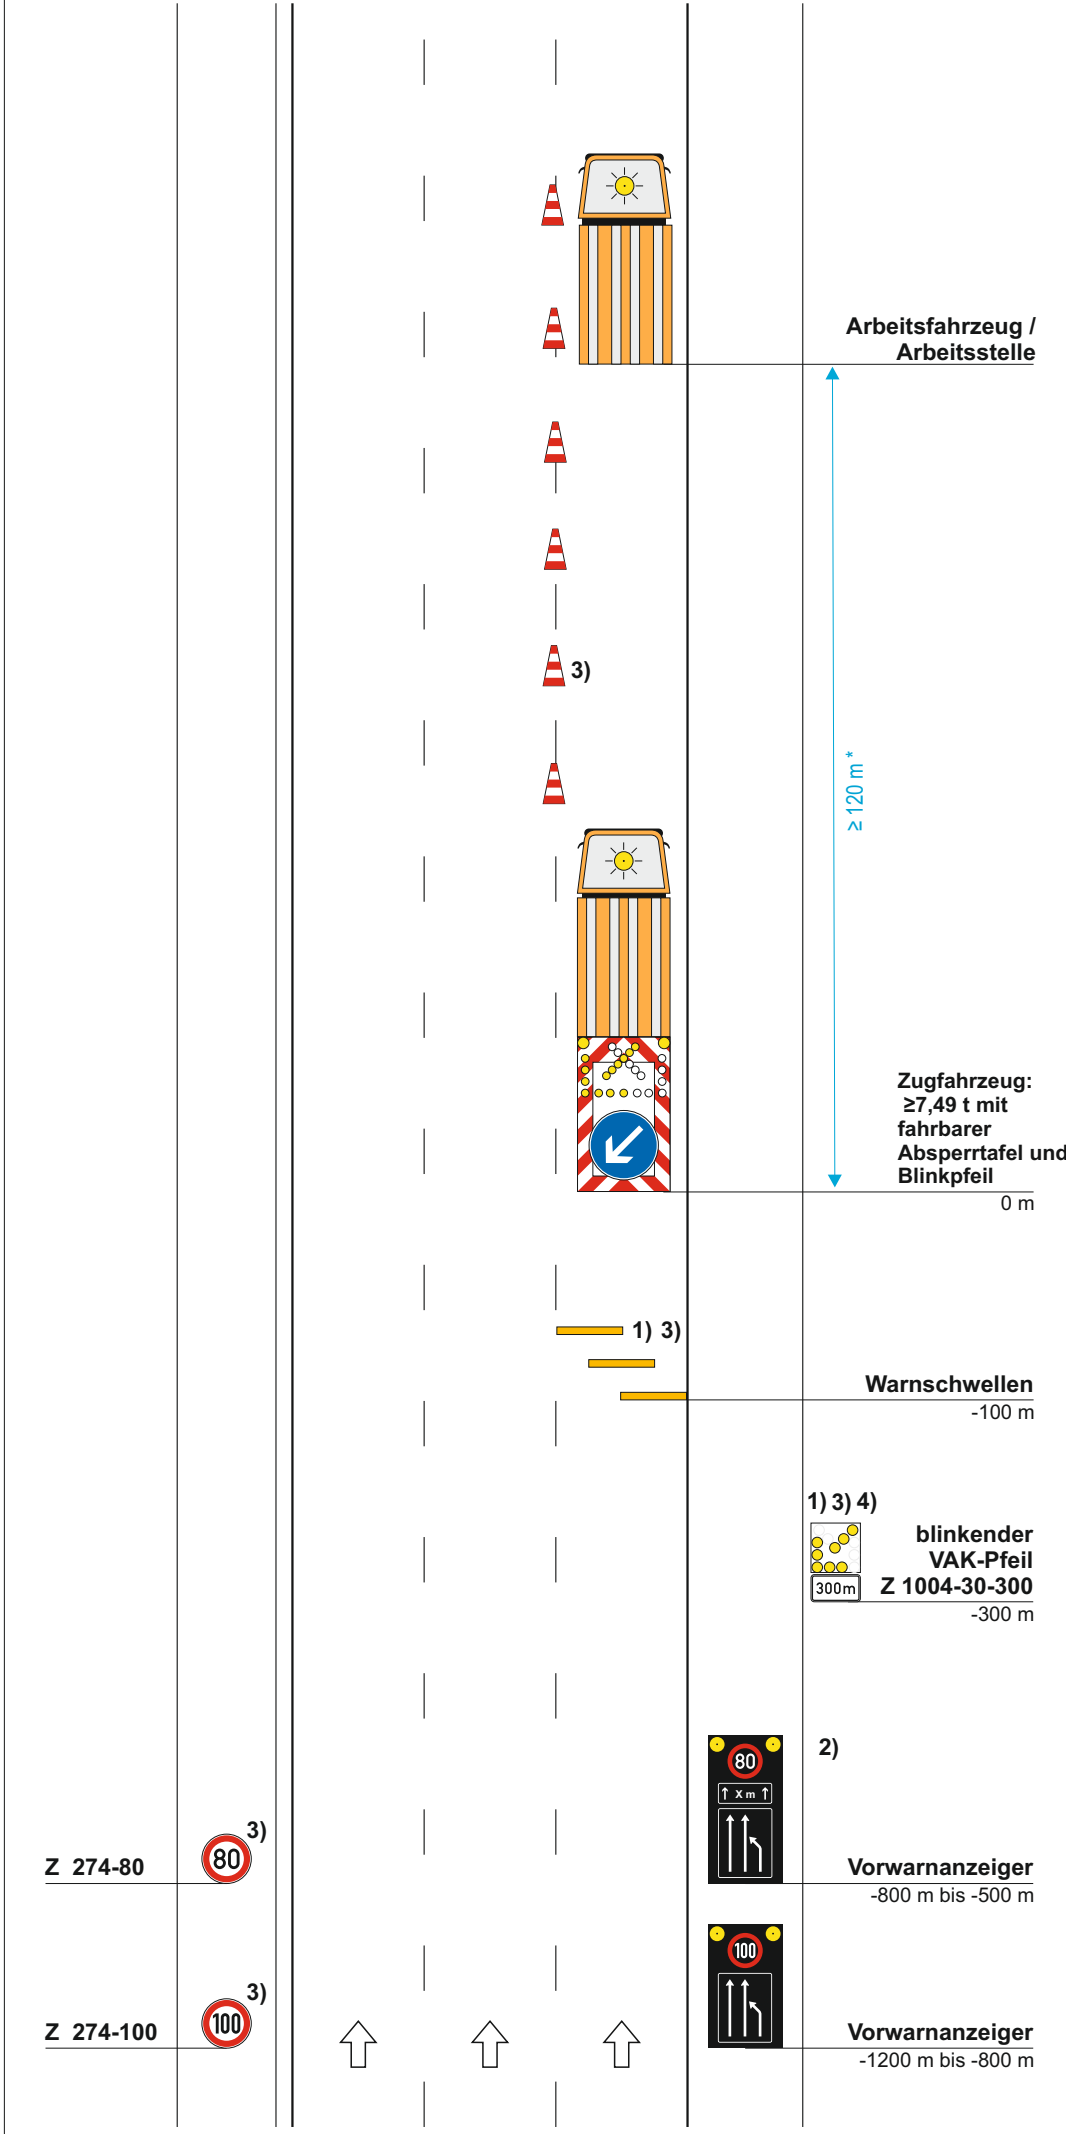 Arbeitsfahrzeug /
Arbeitsstelle
3)
≥ 120 m *
Zugfahrzeug:
≥7,49 t mit
fahrbarer
Absperrtafel und
Blinkpfeil
0 m
1) 3)
Warnschwellen
-100 m
1) 3) 4)
blinkender
VAK-Pfeil
300m
Z 1004-30-300
-300 m
2)
80
↑ X m ↑
3)
80
Z 274-80
Vorwarnanzeiger
-800 m bis -500 m
100
3)
100
Z 274-100
Vorwarnanzeiger
-1200 m bis -800 m